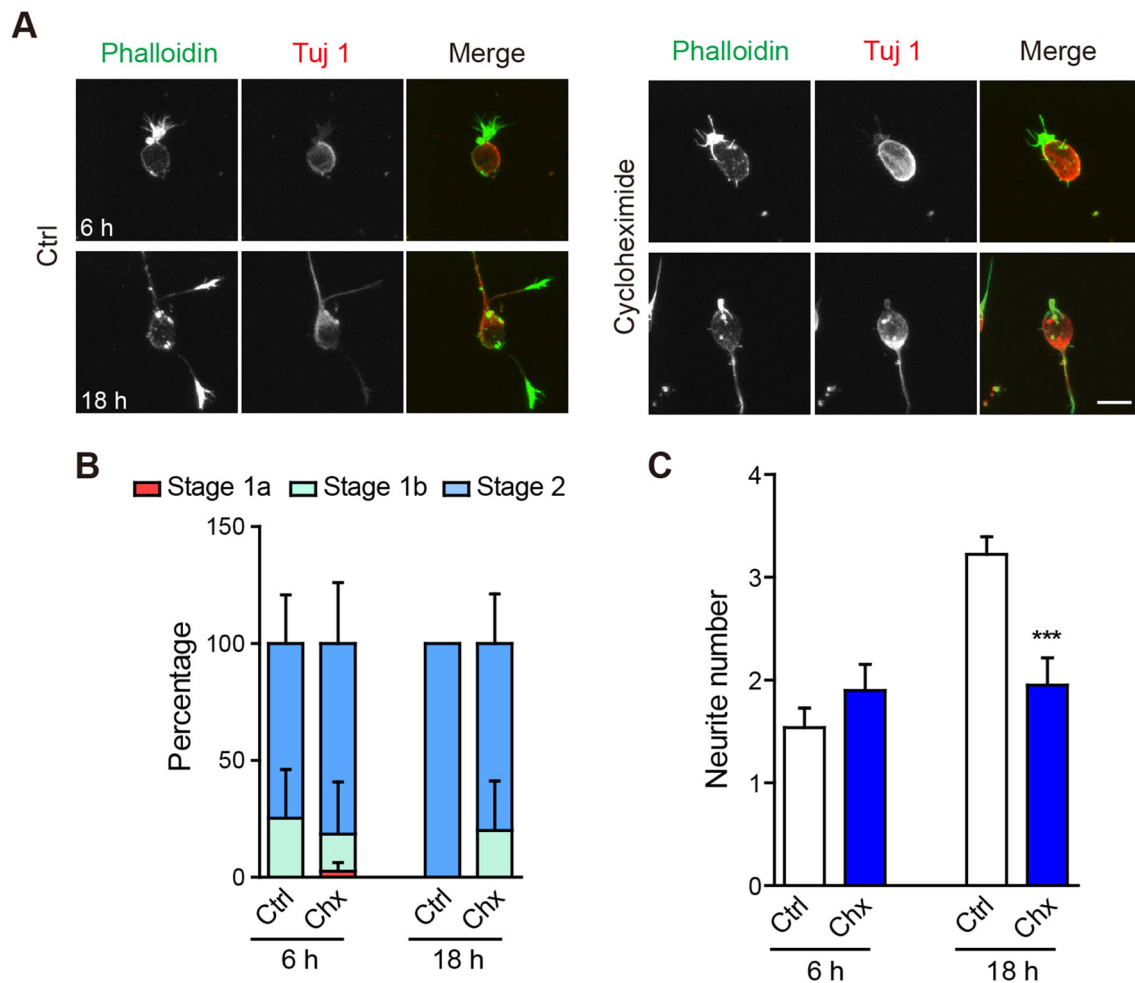 A
Phalloidin Tuj 1 Merge
Phalloidin Tuj 1 Merge
Ctrl
6 h
18 h
Cycloheximide
B
Stage 1a Stage 1b Stage 2
Percentage
150
100
50
0
Ctrl Chx Ctrl Chx
6 h 18 h
C
Neurite number
4
3
2
1
0
***
Ctrl Chx Ctrl Chx
6 h 18 h